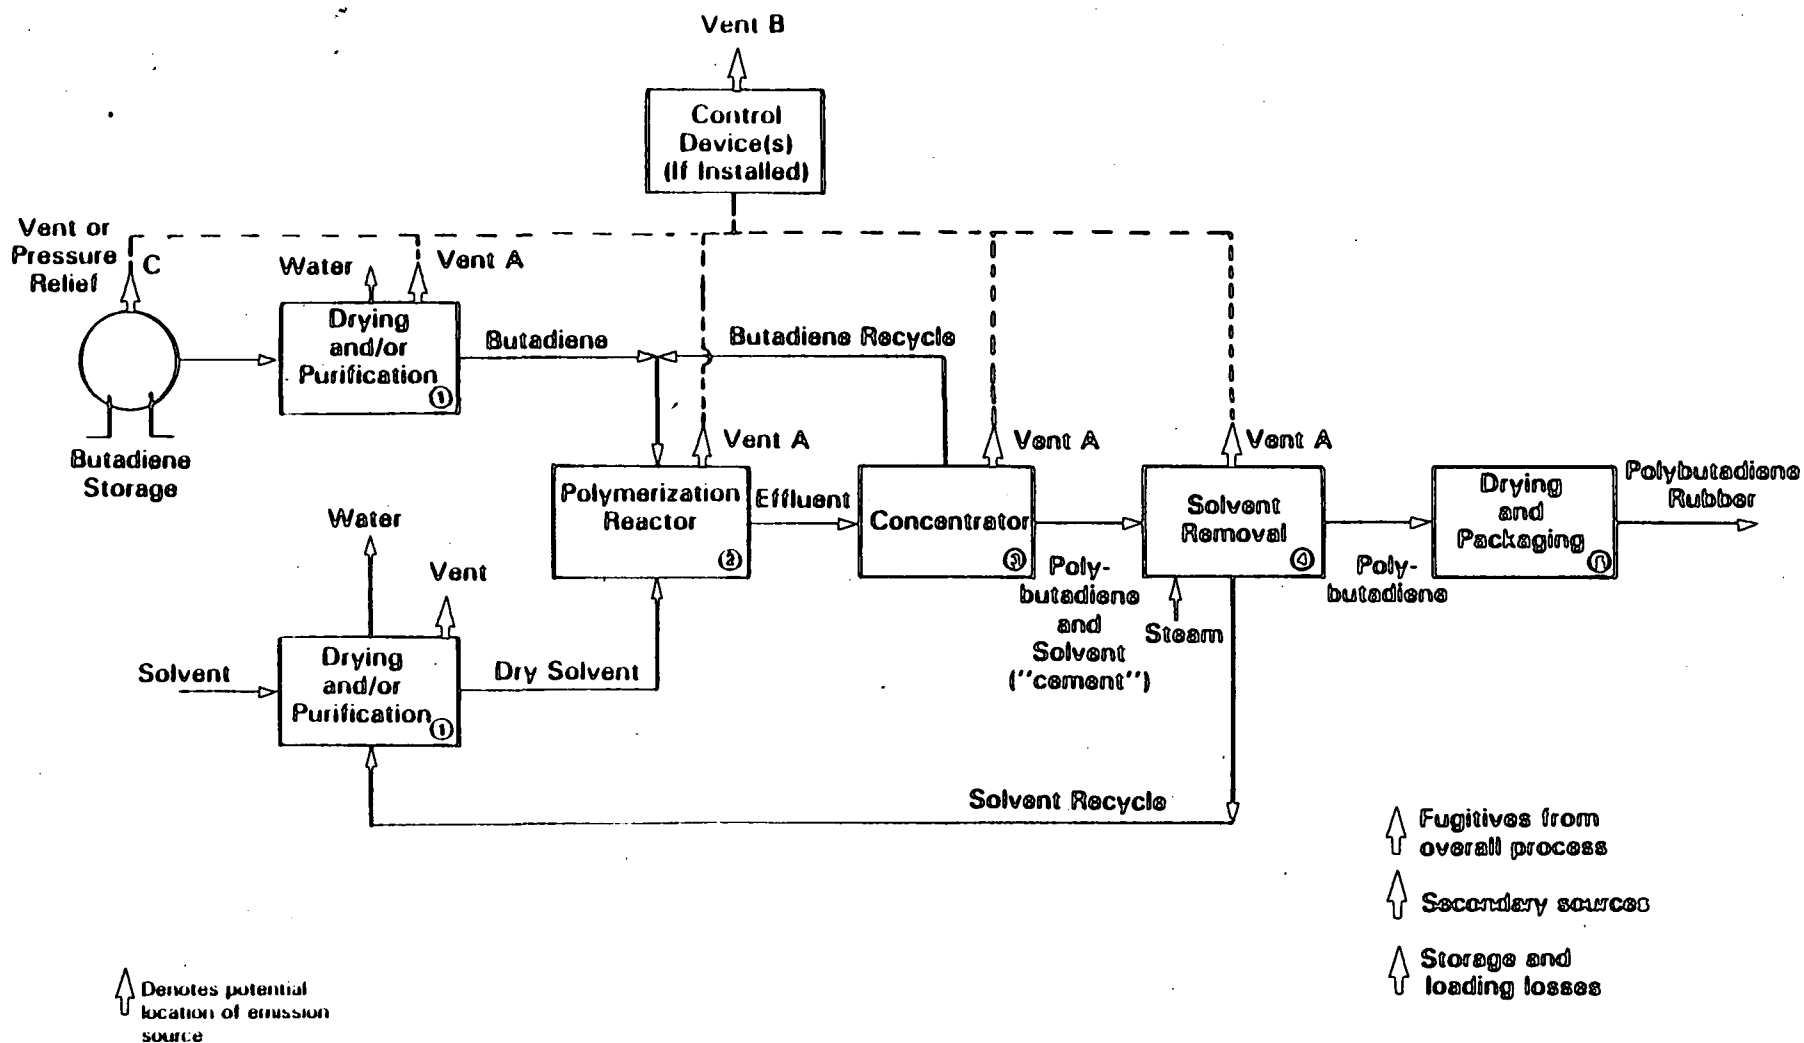 Vent B
Control
Device(s)
(If Installed)
Vent or
Pressure
Relief
C
Water
Vent A
Drying
and/or
Purification
①
Butadiene
Butadiene Recycle
Butadiene
Storage
Vent A
Vent A
Vent A
Polymerization
Reactor
②
Effluent
Concentrator
③
Solvent
Removal
④
Drying
and
Packaging
⑤
Polybutadiene
Rubber
Poly-
butadiene
and
Solvent
("cement")
Steam
Poly-
butadiene
Water
Vent
Solvent
Drying
and/or
Purification
①
Dry Solvent
Solvent Recycle
Fugitives from
overall process
Secondary sources
Storage and
loading losses
Denotes potential
location of emission
source